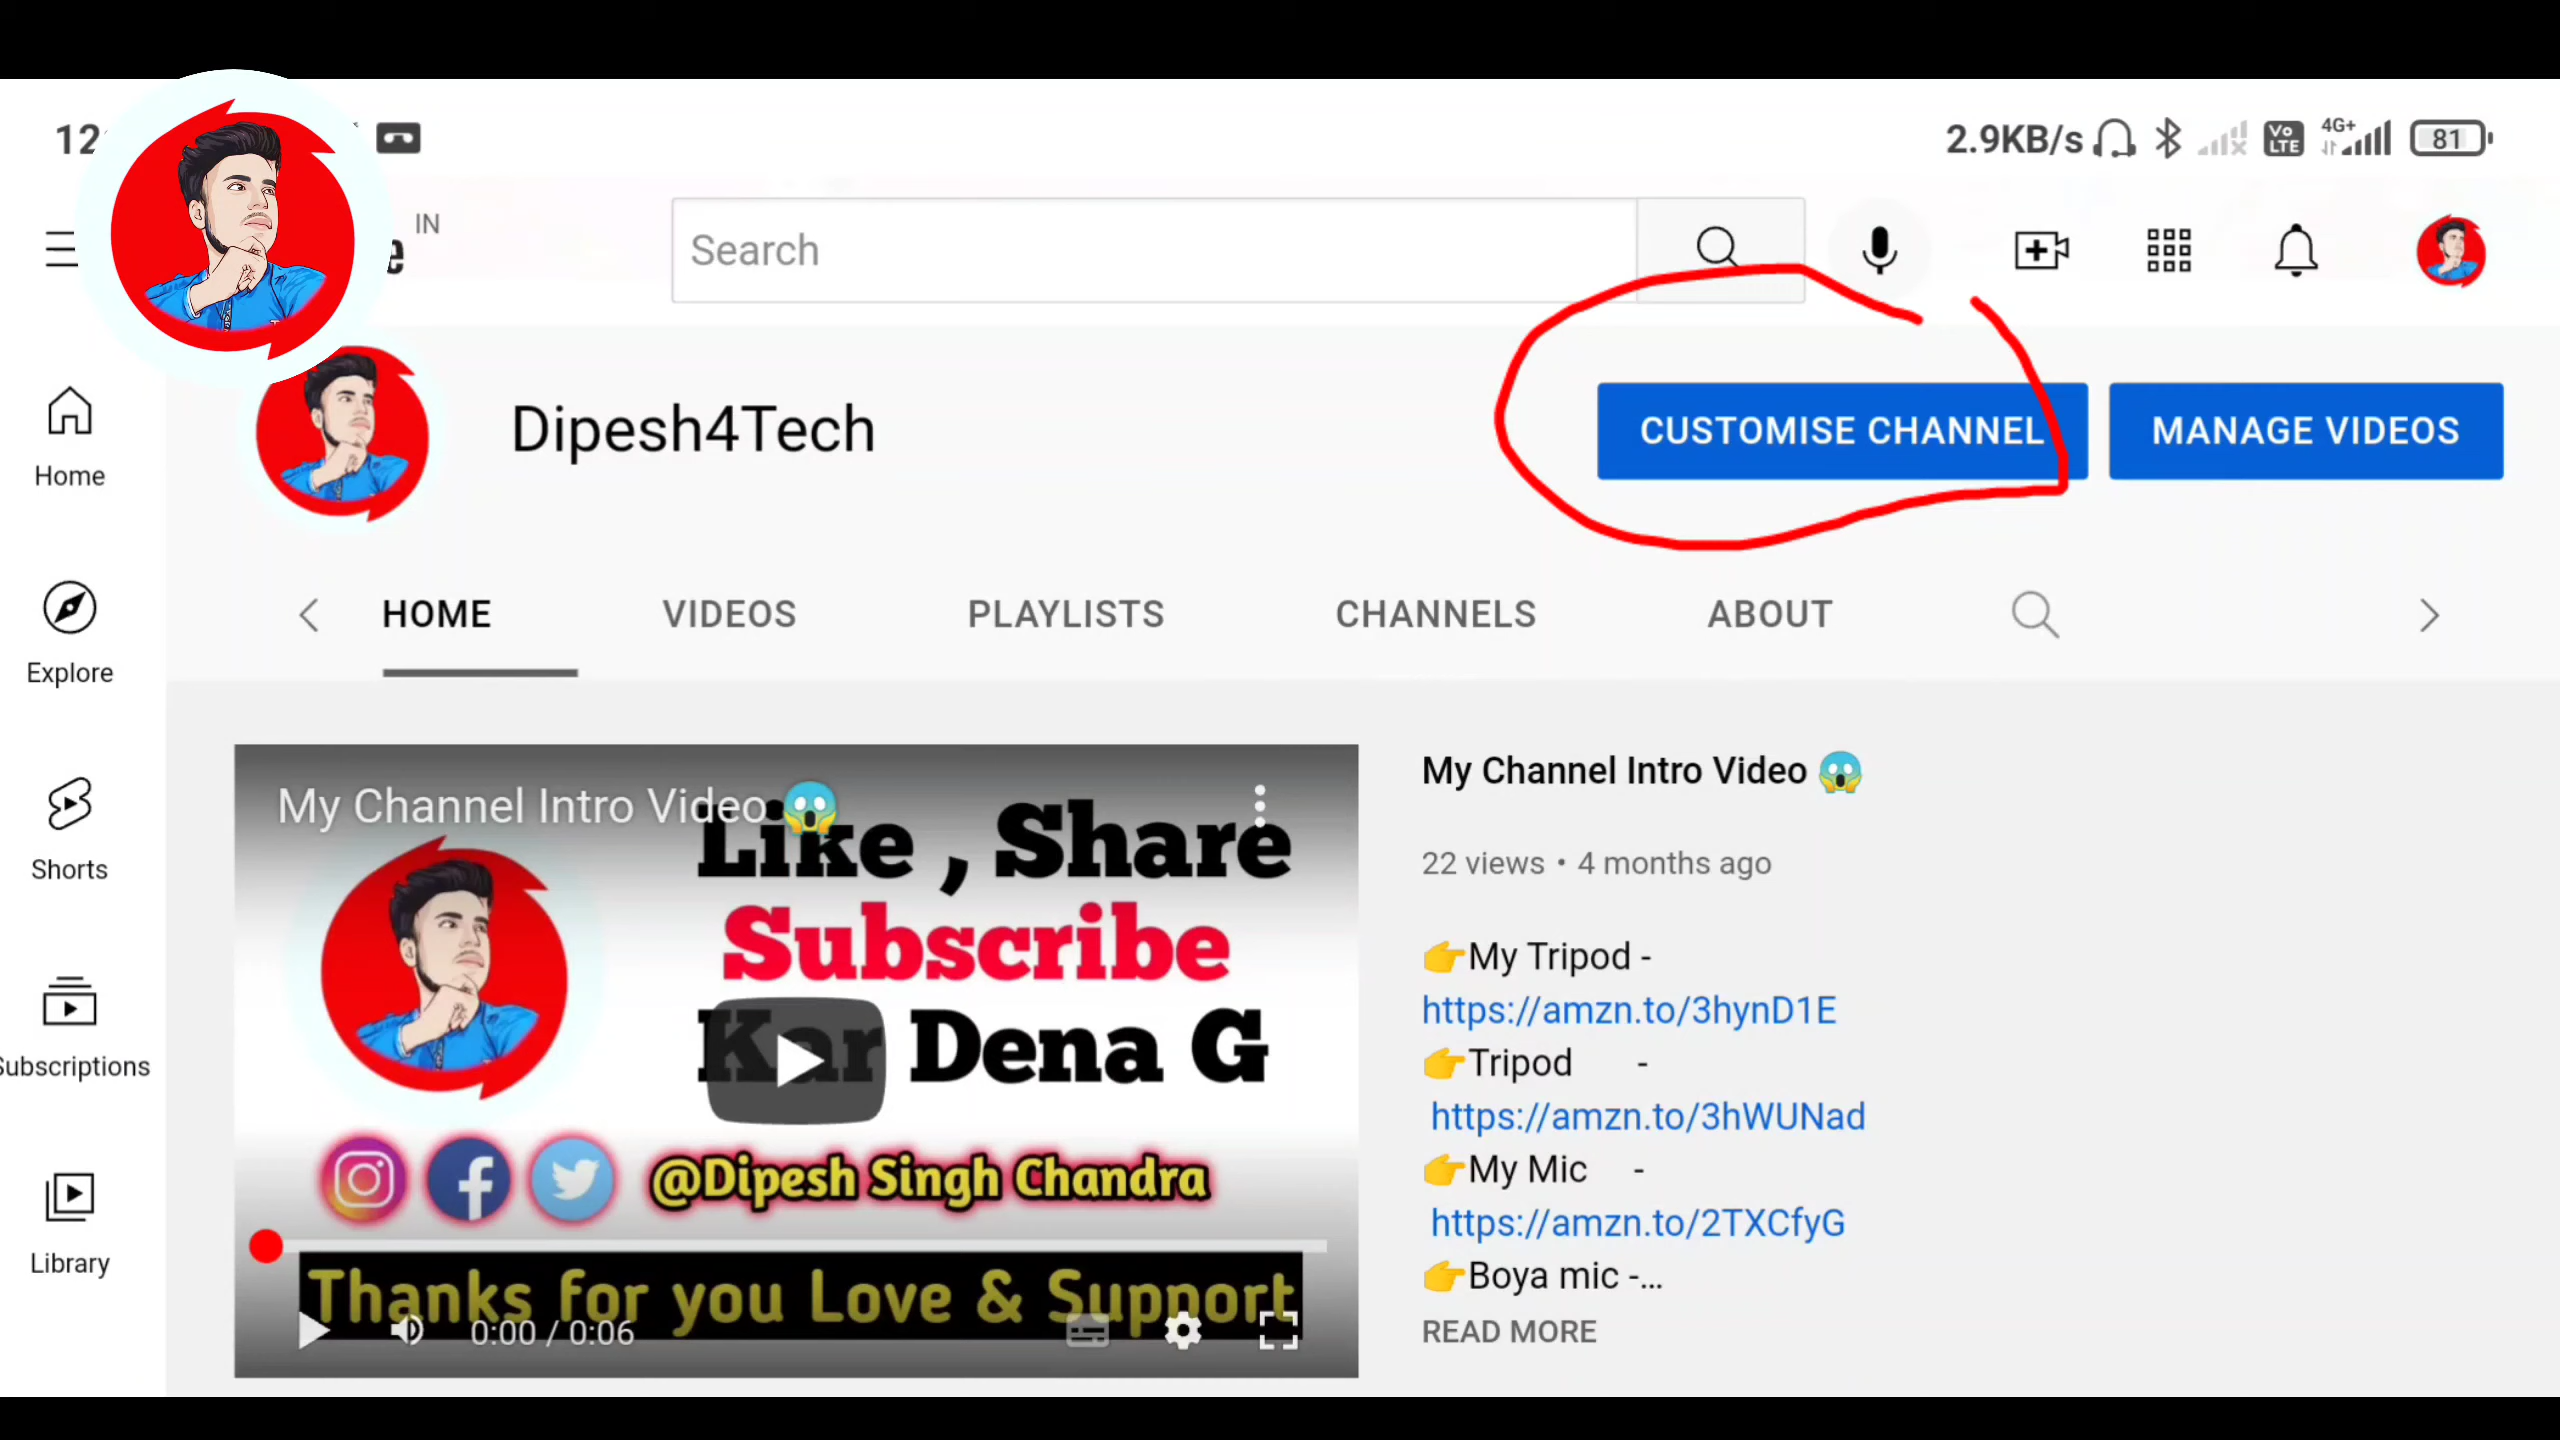 12
2.9KB/s Vo LTE 4G+ 81
e IN
Search
Dipesh4Tech
CUSTOMISE CHANNEL
MANAGE VIDEOS
HOME VIDEOS PLAYLISTS CHANNELS ABOUT
Home
Explore
Shorts
Subscriptions
Library
My Channel Intro Video 😱
Like , Share
Subscribe
Kar Dena G
@Dipesh Singh Chandra
Thanks for you Love & Support
0:00 / 0:06
My Channel Intro Video 😱
22 views • 4 months ago
👉My Tripod -
https://amzn.to/3hynD1E
👉Tripod -
https://amzn.to/3hWUNad
👉My Mic -
https://amzn.to/2TXCfyG
👉Boya mic -...
READ MORE